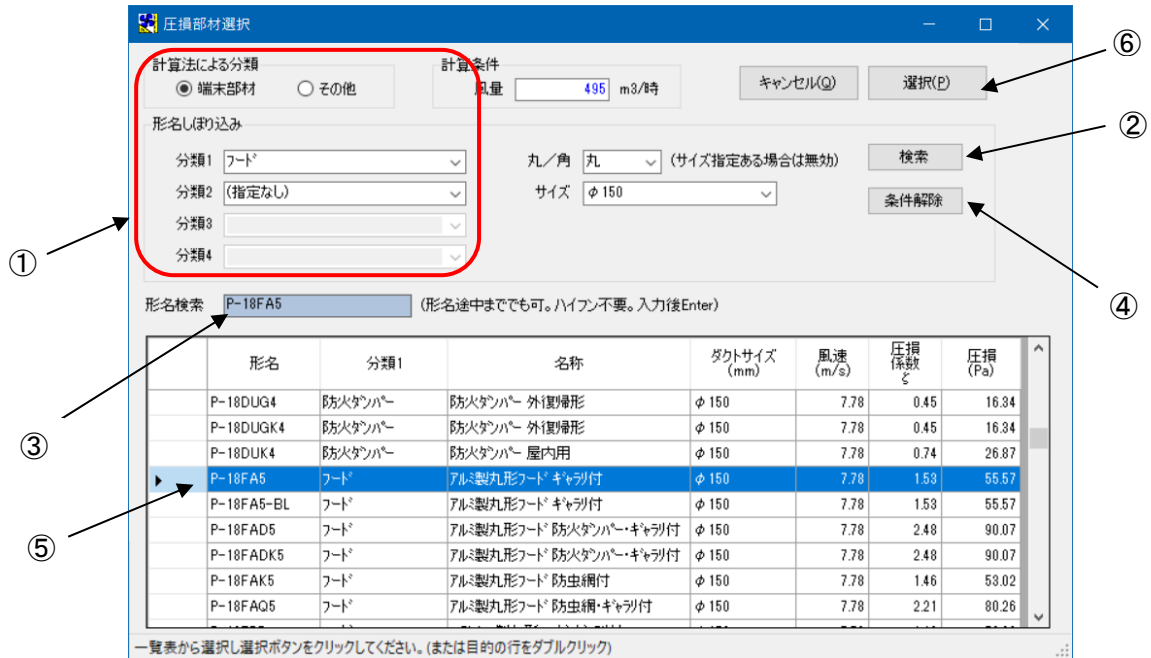 圧損部材選択
⑥
計算法による分類
計算条件
端末部材 その他
風量 495 m3/時
キャンセル(Q) 選択(P)
②
形名しぼり込み
分類1 フード 丸/角 丸 (サイズ指定ある場合は無効) 検索
分類2 (指定なし) サイズ φ150 条件解除
分類3
①
分類4
④
形名検索 P-18FA5 (形名途中まででも可。ハイフン不要。入力後Enter)
形名 分類1 名称 ダクトサイズ(mm) 風速(m/s) 圧損係数ζ 圧損(Pa)
P-18DUG4 防火ダンパー 防火ダンパー 外復帰形 φ150 7.78 0.45 16.34
P-18DUGK4 防火ダンパー 防火ダンパー 外復帰形 φ150 7.78 0.45 16.34
③
P-18DUK4 防火ダンパー 防火ダンパー 屋内用 φ150 7.78 0.74 26.87
P-18FA5 フード アルミ製丸形フード ギャラリ付 φ150 7.78 1.53 55.57
P-18FA5-BL フード アルミ製丸形フード ギャラリ付 φ150 7.78 1.53 55.57
P-18FAD5 フード アルミ製丸形フード 防火ダンパー・ギャラリ付 φ150 7.78 2.48 90.07
⑤
P-18FADK5 フード アルミ製丸形フード 防火ダンパー・ギャラリ付 φ150 7.78 2.48 90.07
P-18FAK5 フード アルミ製丸形フード 防虫網付 φ150 7.78 1.46 53.02
P-18FAQ5 フード アルミ製丸形フード 防虫網・ギャラリ付 φ150 7.78 2.21 80.26
一覧表から選択し選択ボタンをクリックしてください。(または目的の行をダブルクリック)